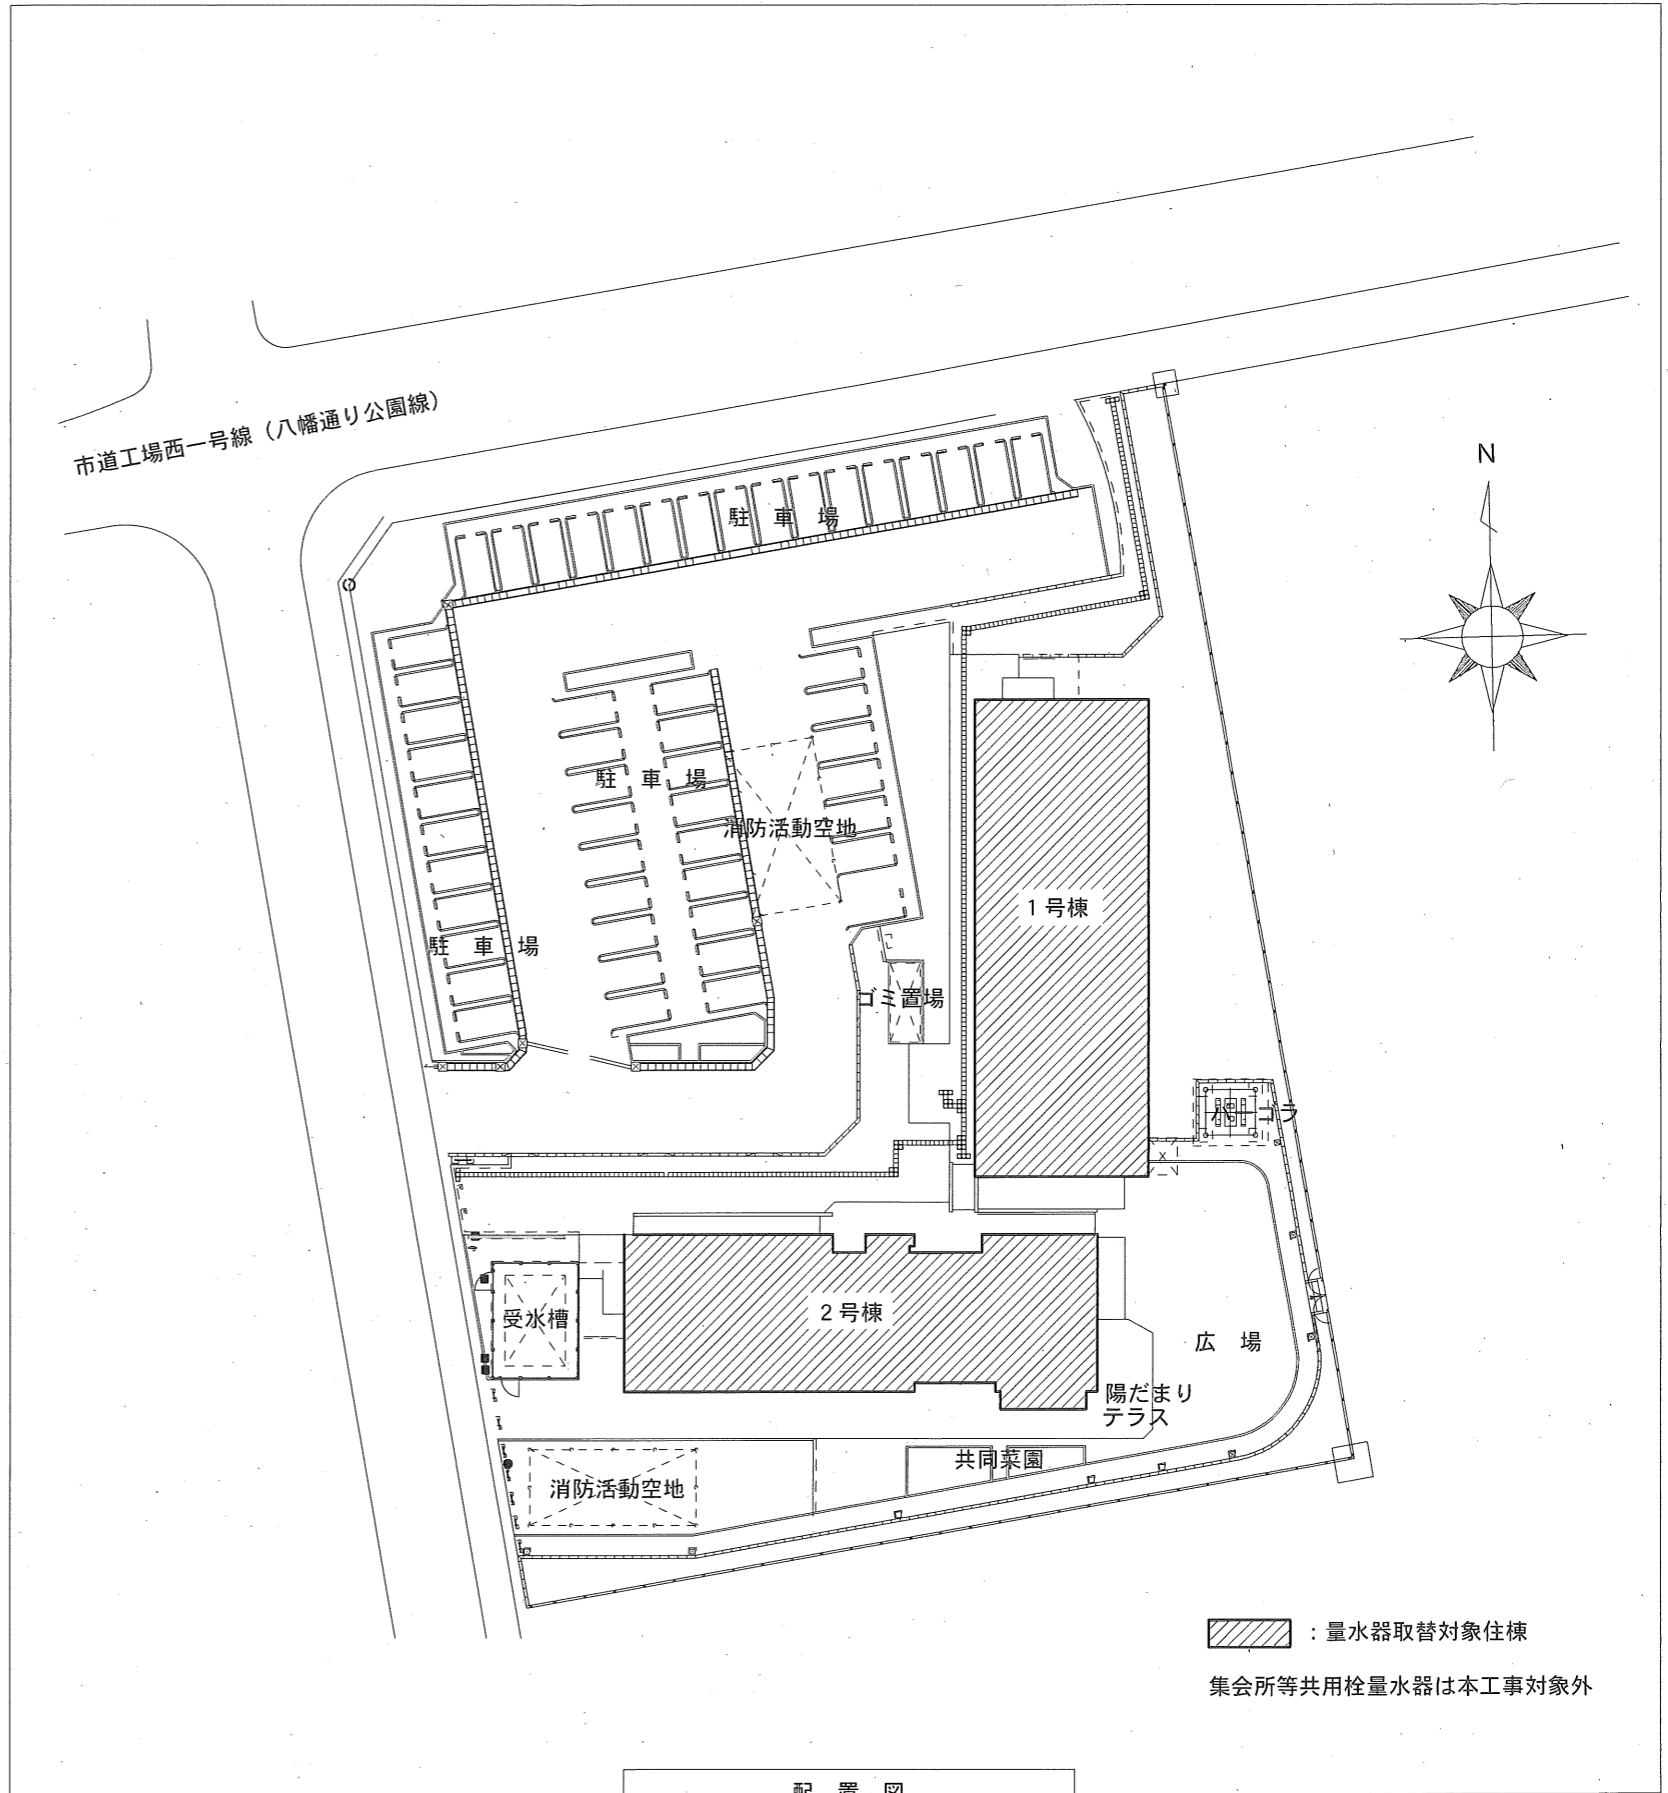 市道工場西一号線（八幡通り公園線）
N
駐 車 場
駐 車 場
消防活動空地
1号棟
駐 車 場
ゴミ置場
パーゴラ
受水槽
2号棟
広 場
陽だまり
テラス
共同菜園
消防活動空地
：量水器取替対象住棟
集会所等共用栓量水器は本工事対象外
配 置 図